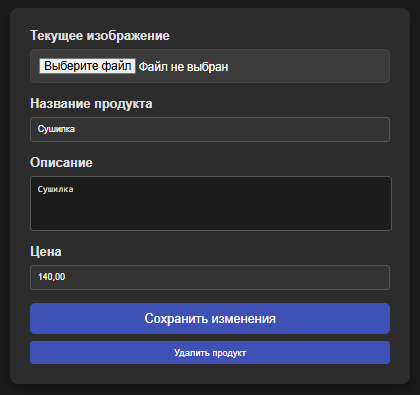 Текущее изображение
Выберите файл Файл не выбран
Название продукта
Сушилка
Описание
Сушилка
Цена
140,00
Сохранить изменения
Удалить продукт